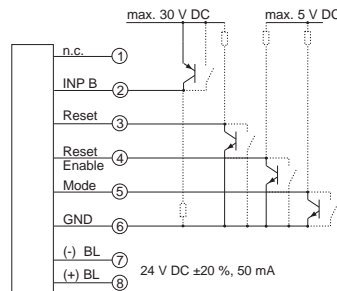 max. 30 V DC
max. 5 V DC
n.c. 1
INP B 2
Reset 3
Reset
Enable 4
Mode 5
GND 6
(-) BL 7
(+) BL 8
24 V DC ±20 %, 50 mA